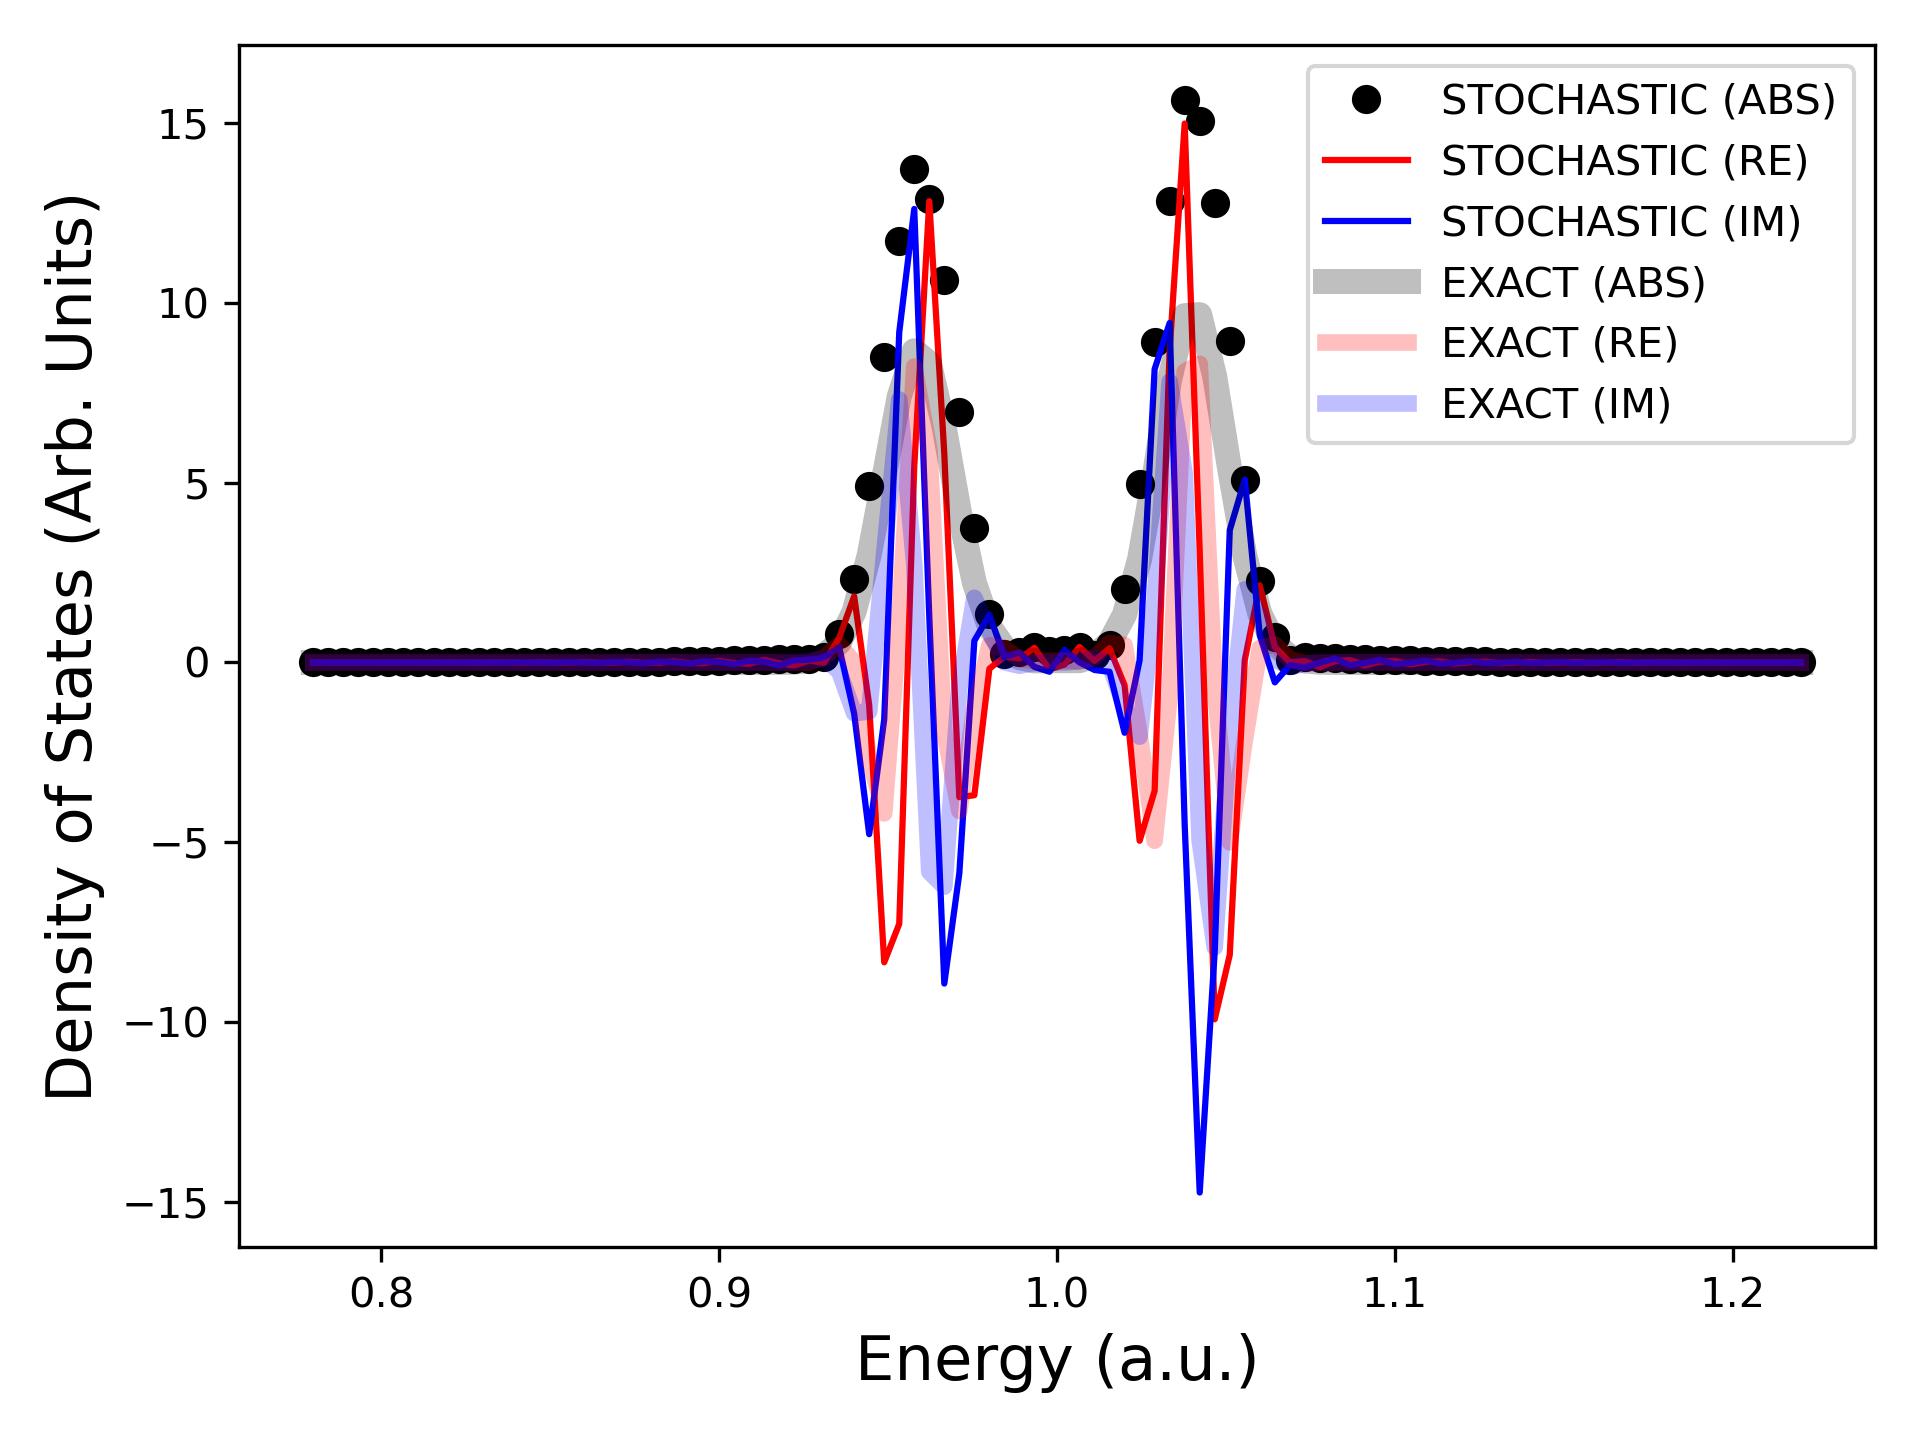 STOCHASTIC (ABS)
STOCHASTIC (RE)
STOCHASTIC (IM)
EXACT (ABS)
EXACT (RE)
EXACT (IM)
Density of States (Arb. Units)
15
10
5
0
−5
−10
−15
0.8 0.9 1.0 1.1 1.2
Energy (a.u.)